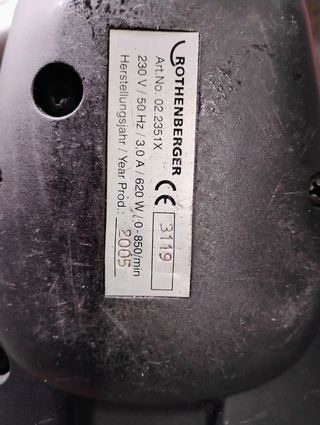 ROTHENBERGER CE 3119
Art.No. 02.2351X
230 V / 50 Hz / 3,0 A / 620 W / 0-850/min
Herstellungsjahr / Year Prod.: 2005